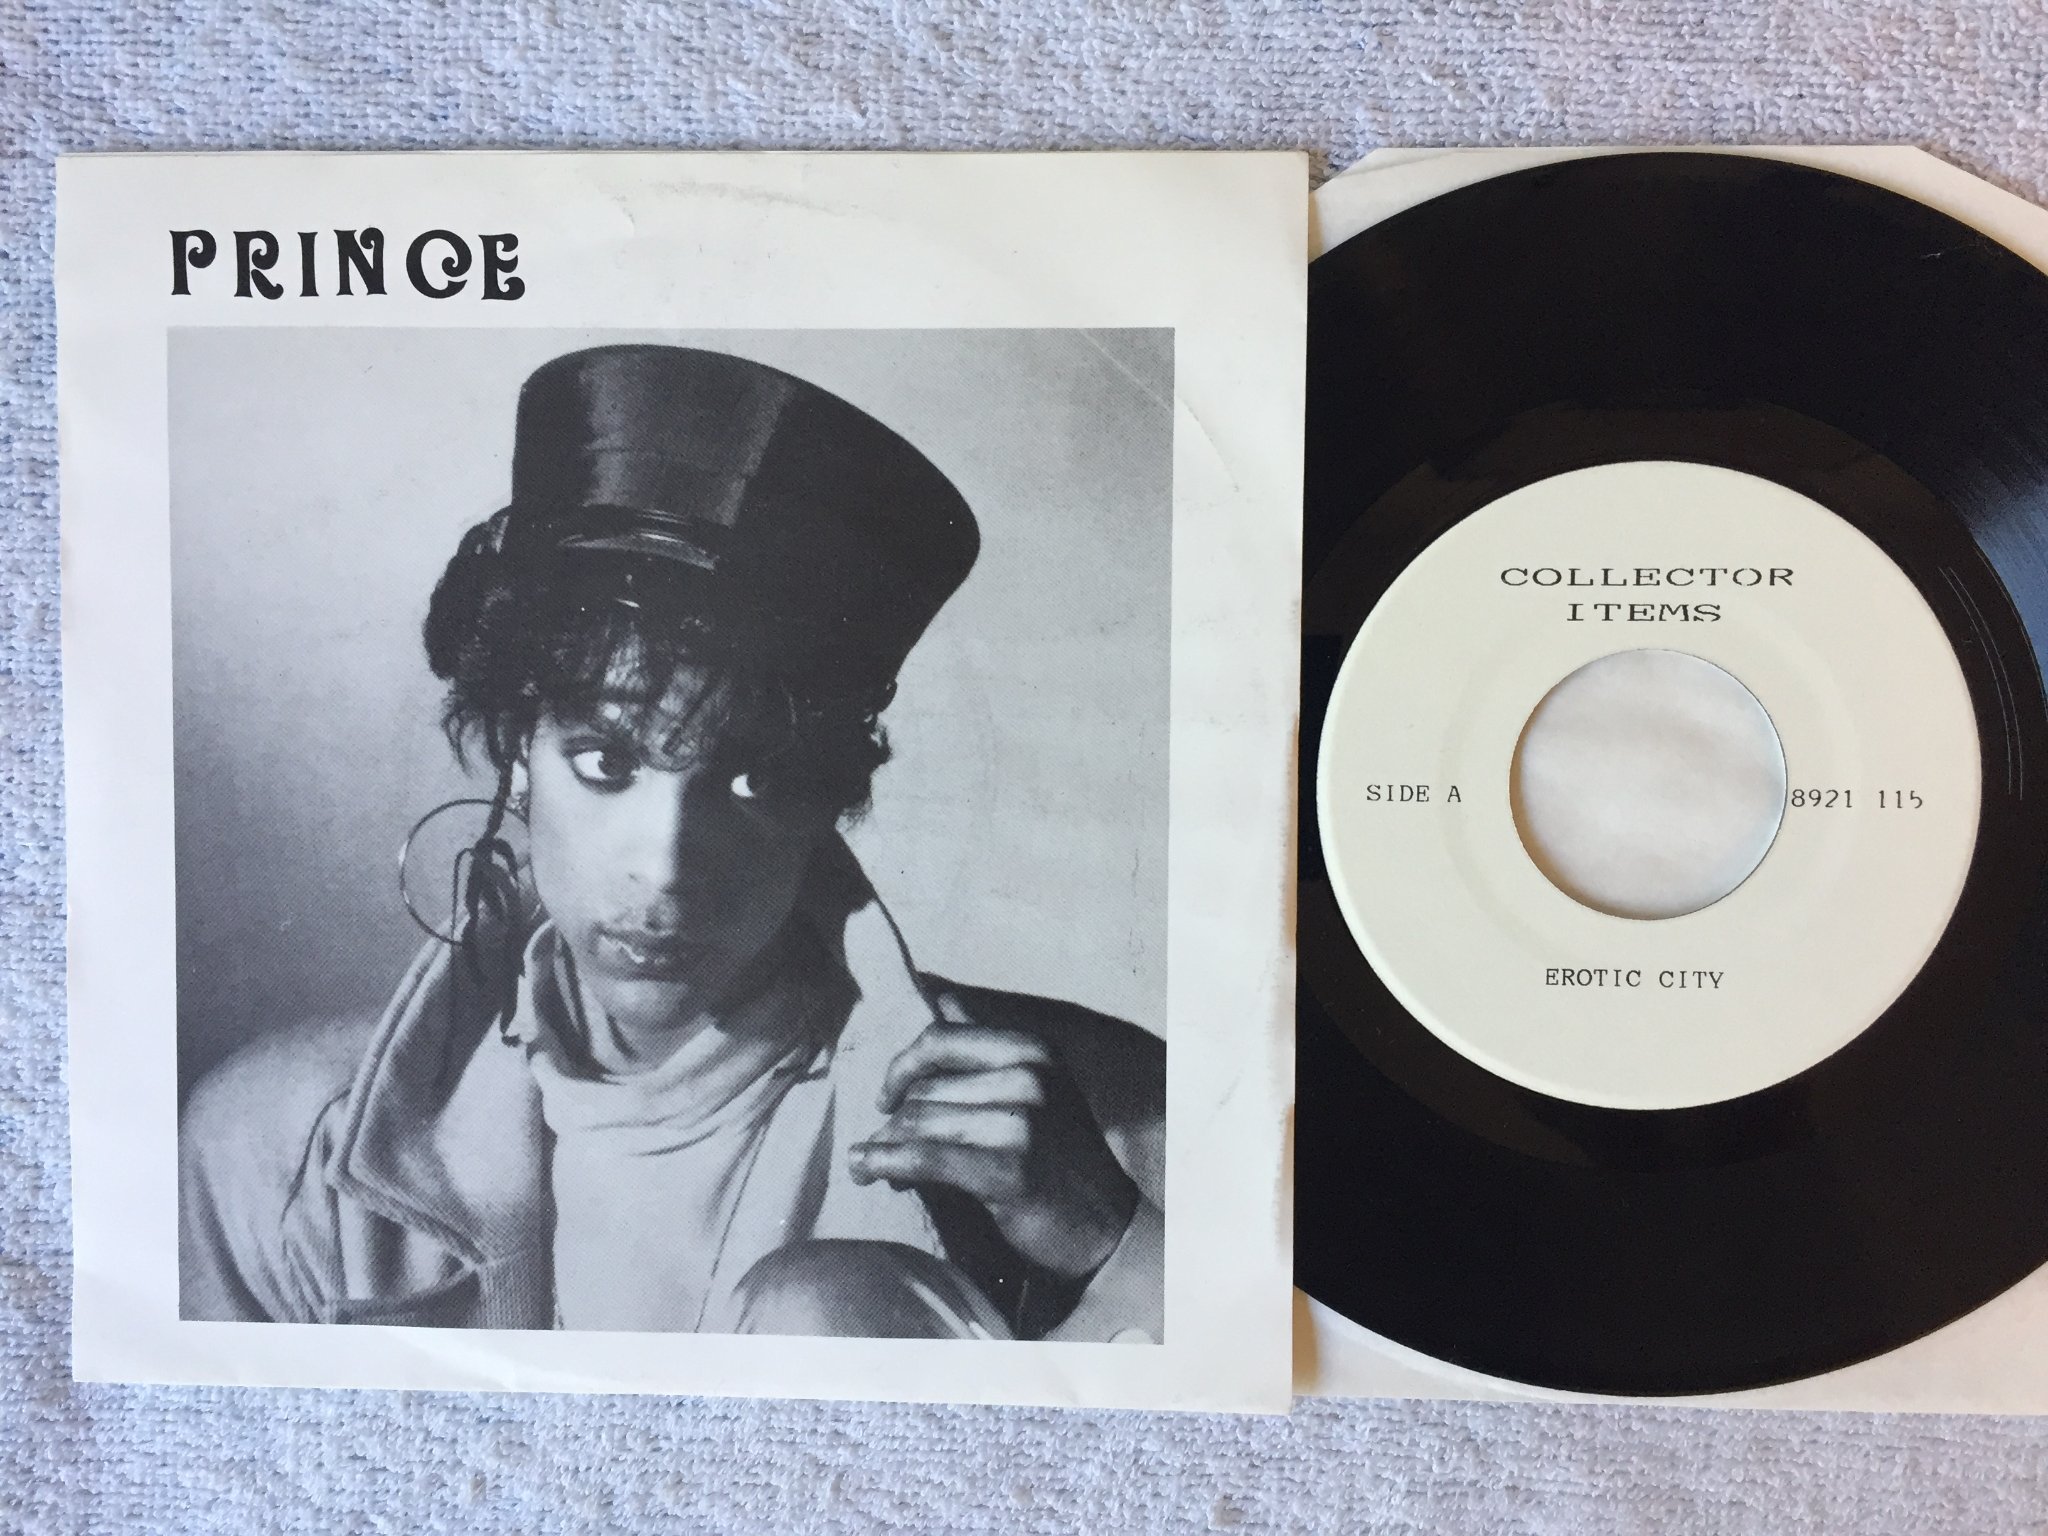 PRINCE
COLLECTOR
ITEMS
SIDE A
8921 115
EROTIC CITY